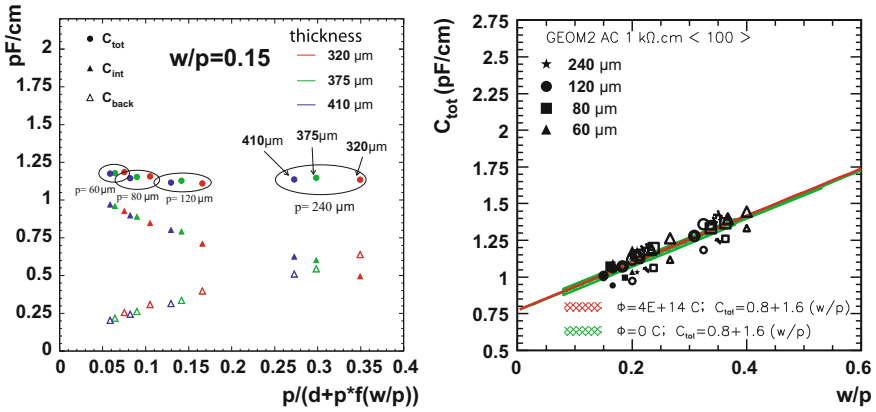 pF/cm
2
1.75
1.5
1.25
1
0.75
0.5
0.25
0
C_tot
C_int
C_back
w/p=0.15
thickness
320 μm
375 μm
410 μm
410μm
375μm
320μm
p= 60μm
p= 80 μm
p=120μm
p= 240 μm
0 0.05 0.1 0.15 0.2 0.25 0.3 0.35 0.4
p/(d+p*f(w/p))
C_tot (pF/cm)
2.75
2.5
2.25
2
1.75
1.5
1.25
1
0.75
0.5
GEOM2 AC 1 kΩ.cm < 100 >
240 μm
120 μm
80 μm
60 μm
Φ=4E+14 C; C_tot=0.8+1.6 (w/p)
Φ=0 C; C_tot=0.8+1.6 (w/p)
0 0.2 0.4 0.6
w/p